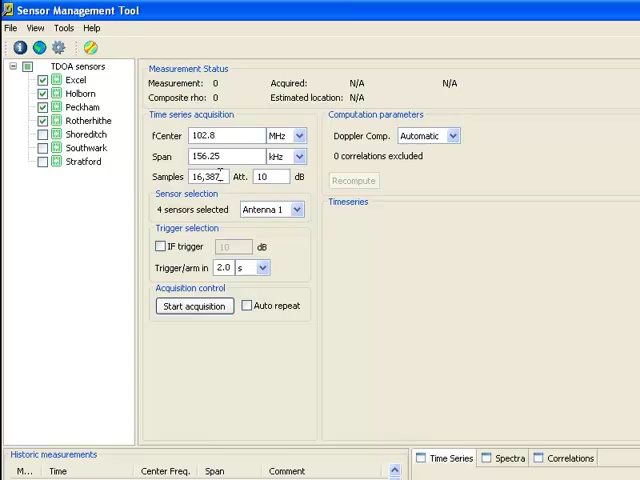 Sensor Management Tool
File View Tools Help
TDOA sensors
Excel
Holborn
Peckham
Rotherhithe
Shoreditch
Southwark
Stratford
Measurement Status
Measurement: 0 Acquired: N/A N/A
Composite rho: 0 Estimated location: N/A
Time series acquisition
fCenter 102.8 MHz
Span 156.25 kHz
Samples 16,387 Att. 10 dB
Sensor selection
4 sensors selected Antenna 1
Trigger selection
IF trigger 10 dB
Trigger/arm in 2.0 s
Acquisition control
Start acquisition Auto repeat
Computation parameters
Doppler Comp. Automatic
0 correlations excluded
Recompute
Timeseries
Historic measurements
M... Time Center Freq. Span Comment
Time Series Spectra Correlations